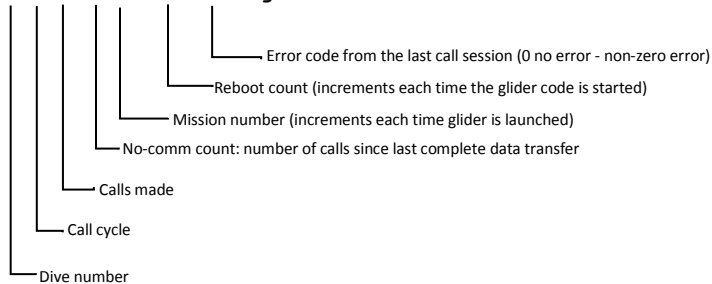 Error code from the last call session (0 no error - non-zero error)
Reboot count (increments each time the glider code is started)
Mission number (increments each time glider is launched)
No-comm count: number of calls since last complete data transfer
Calls made
Call cycle
Dive number